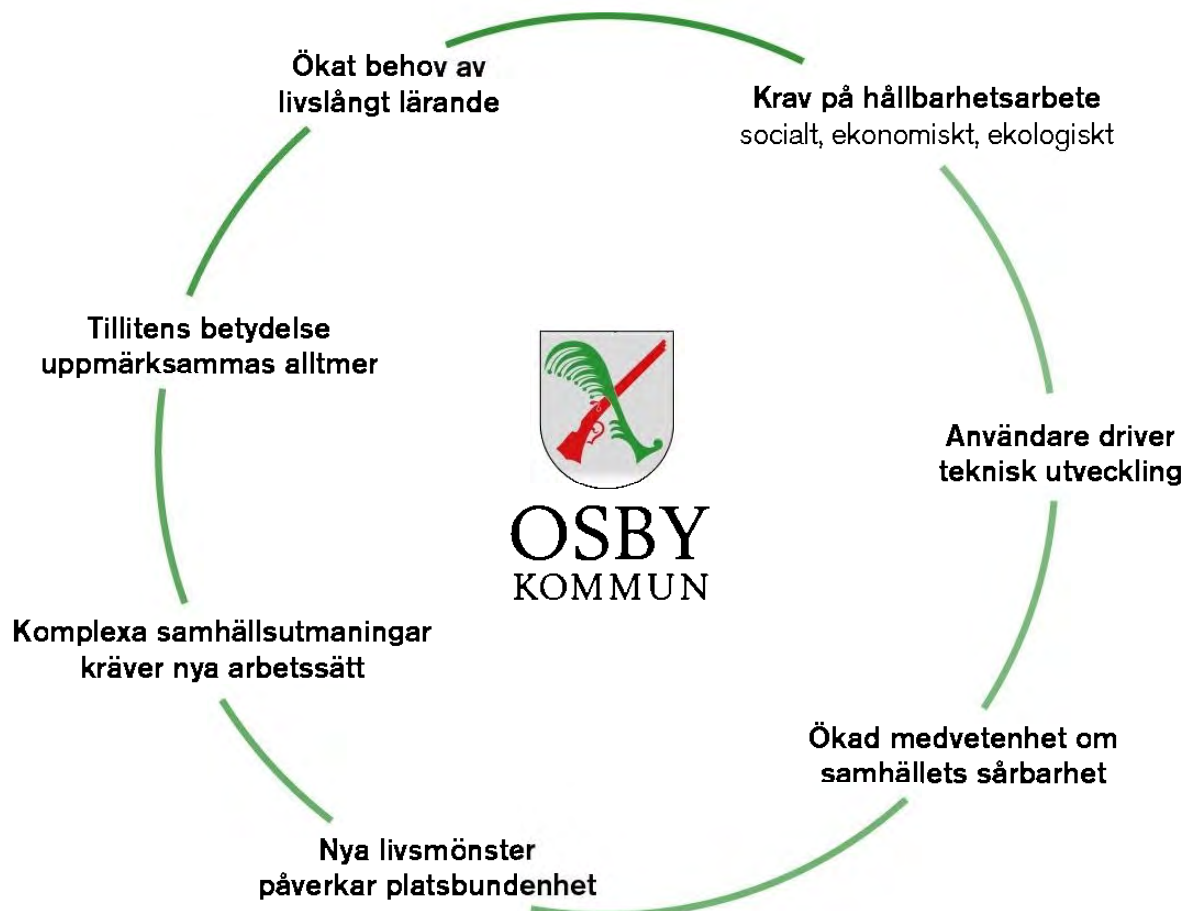 Ökat behov av
livslångt lärande
Krav på hållbarhetsarbete
socialt, ekonomiskt, ekologiskt
Tillitens betydelse
uppmärksammas alltmer
Användare driver
teknisk utveckling
OSBY
KOMMUN
Komplexa samhällsutmaningar
kräver nya arbetssätt
Ökad medvetenhet om
samhällets sårbarhet
Nya livsmönster
påverkar platsbundenhet